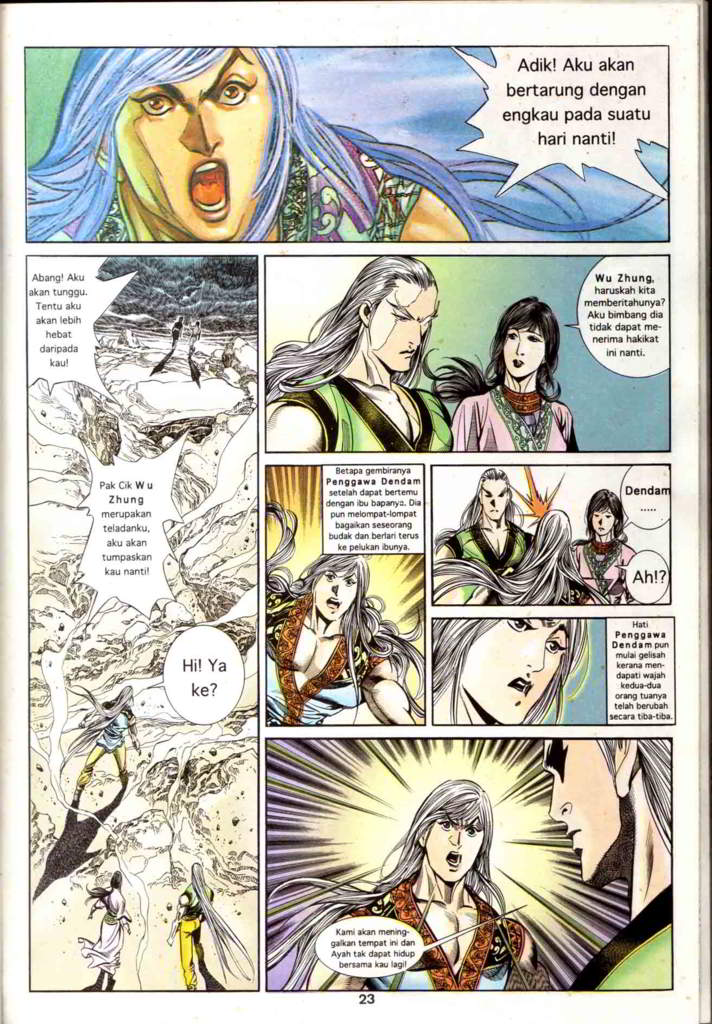 Adik! Aku akan
bertarung dengan
engkau pada suatu
hari nanti!
Abang! Aku
akan tunggu.
Tentu aku
akan lebih
hebat
daripada
kau!
Pak Cik Wu
Zhung
merupakan
teladanku,
aku akan
tumpaskan
kau nanti!
Hi! Ya
ke?
Wu Zhung,
haruskah kita
memberitahunya?
Aku bimbang dia
tidak dapat me-
nerima hakikat
ini nanti.
Betapa gembiranya
Penggawa Dendam
setelah dapat bertemu
dengan ibu bapanya. Dia
pun melompat-lompat
bagaikan seseorang
budak dan berlari terus
ke pelukan ibunya.
Dendam
.....
Ah!?
Hati
Penggawa
Dendam pun
mulai gelisah
kerana men-
dapati wajah
kedua-dua
orang tuanya
telah berubah
secara tiba-tiba.
Kami akan mening-
galkan tempat ini dan
Ayah tak dapat hidup
bersama kau lagi!
23